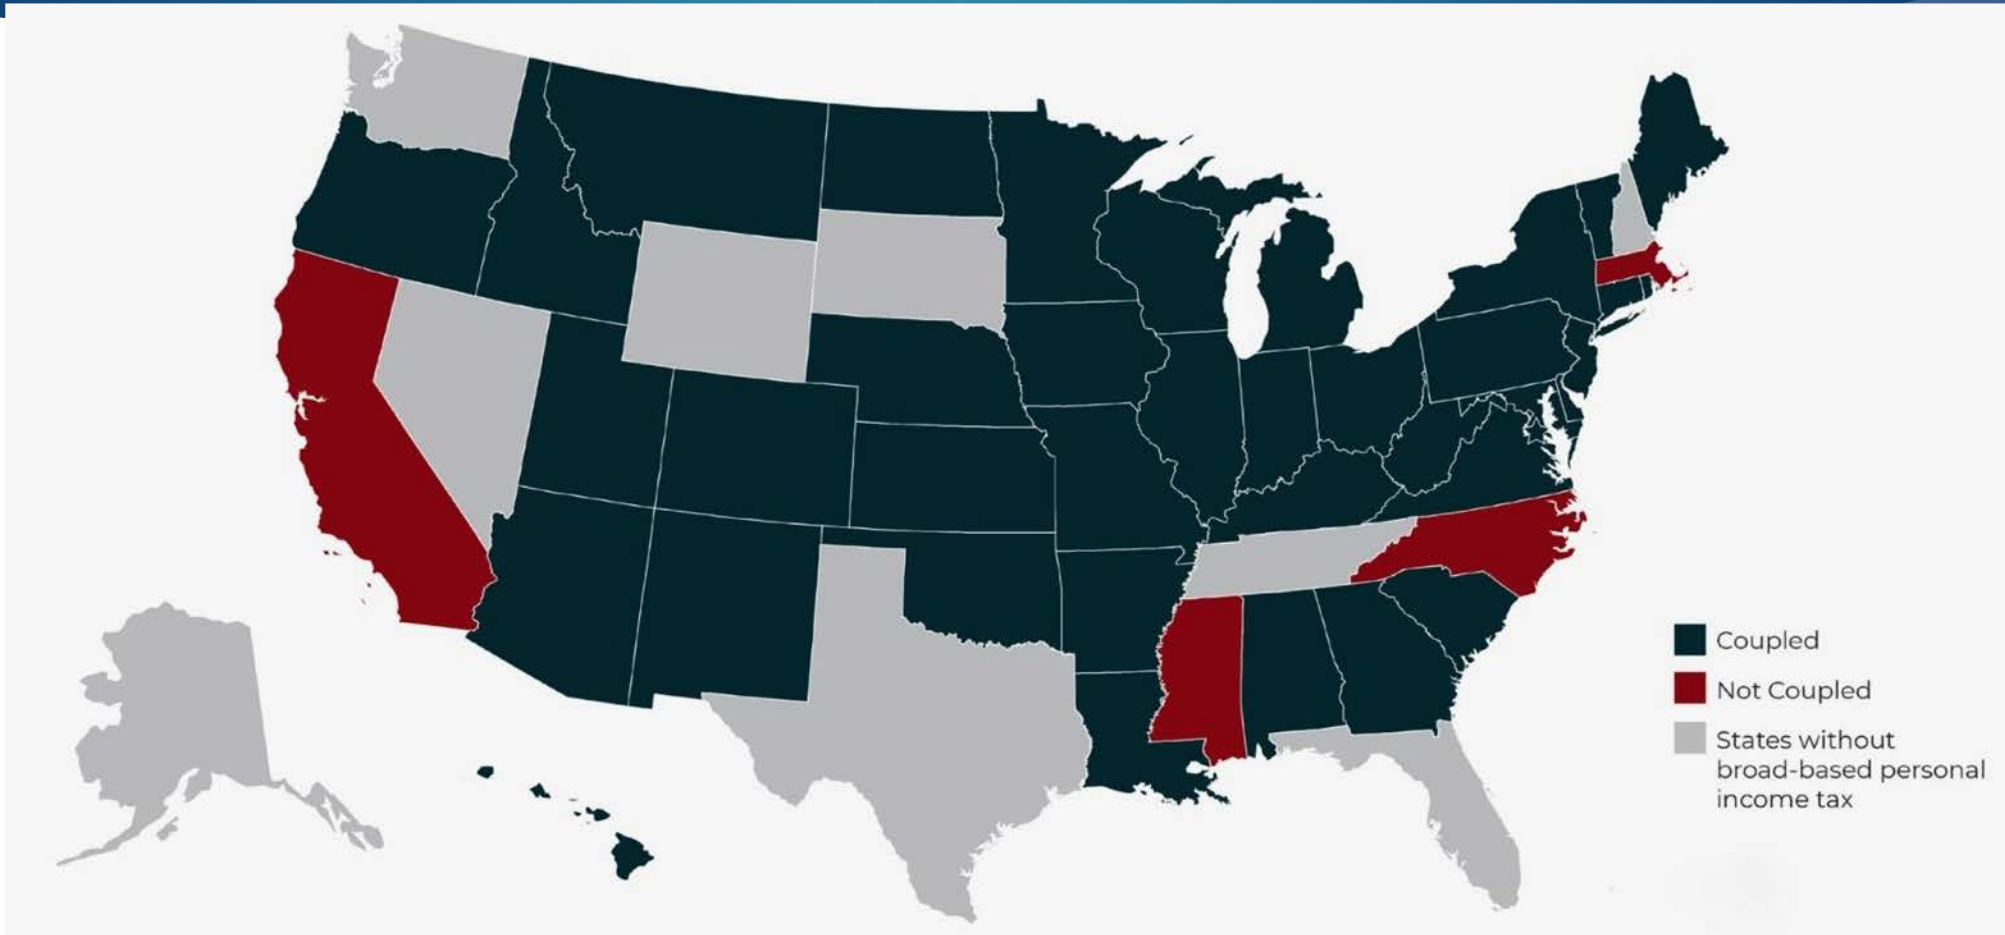 Coupled
Not Coupled
States without
broad-based personal
income tax